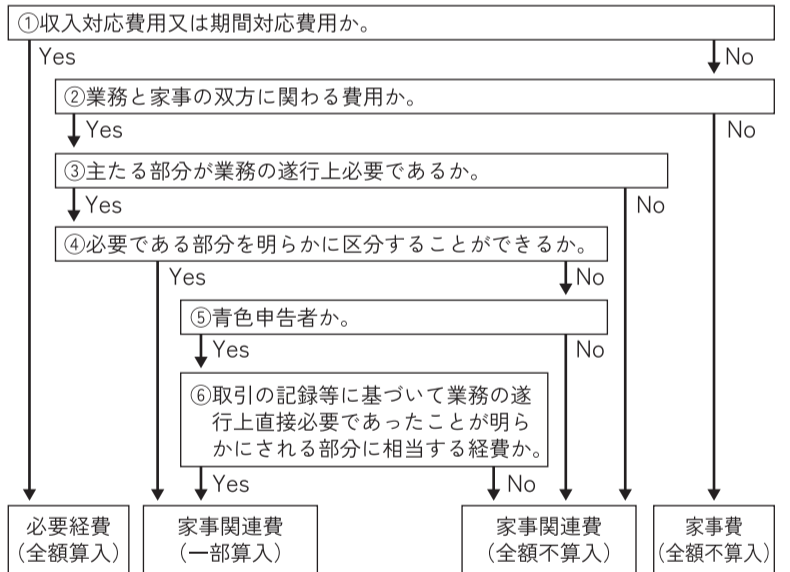 ①収入対応費用又は期間対応費用か。
Yes
No
②業務と家事の双方に関わる費用か。
Yes
No
③主たる部分が業務の遂行上必要であるか。
Yes
No
④必要である部分を明らかに区分することができるか。
Yes
No
⑤青色申告者か。
Yes
No
⑥取引の記録等に基づいて業務の遂
行上直接必要であったことが明ら
かにされる部分に相当する経費か。
Yes
No
必要経費
(全額算入)
家事関連費
(一部算入)
家事関連費
(全額不算入)
家事費
(全額不算入)